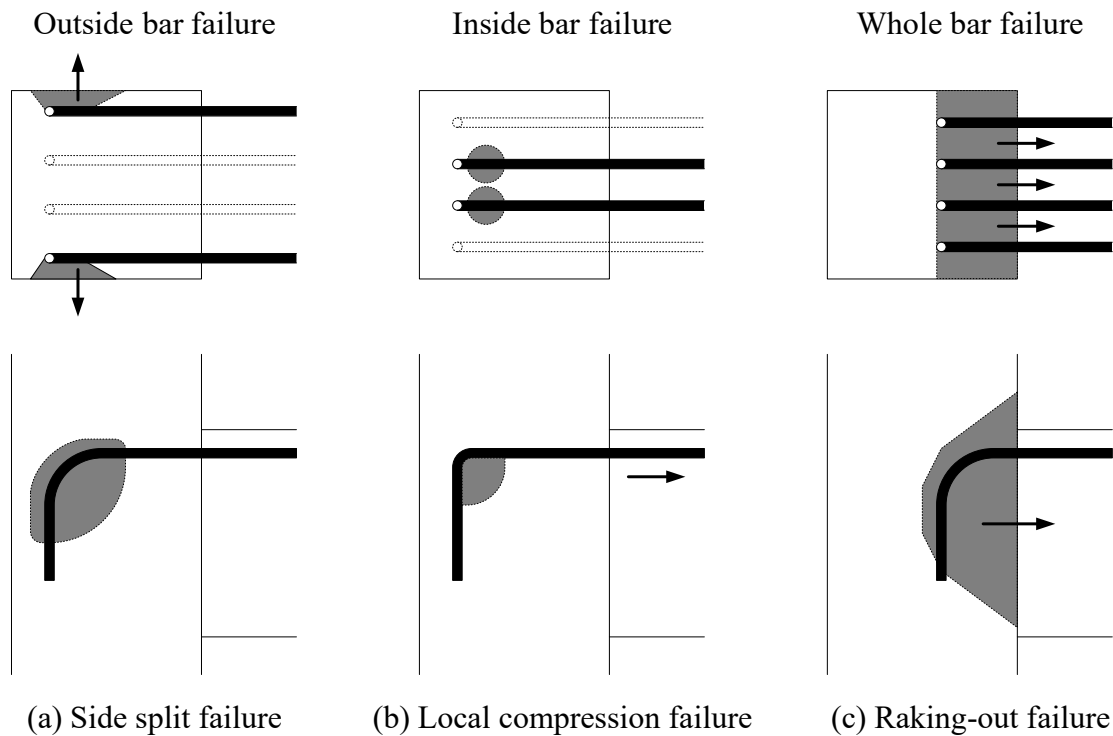 Outside bar failure
Inside bar failure
Whole bar failure
(a) Side split failure
(b) Local compression failure
(c) Raking-out failure